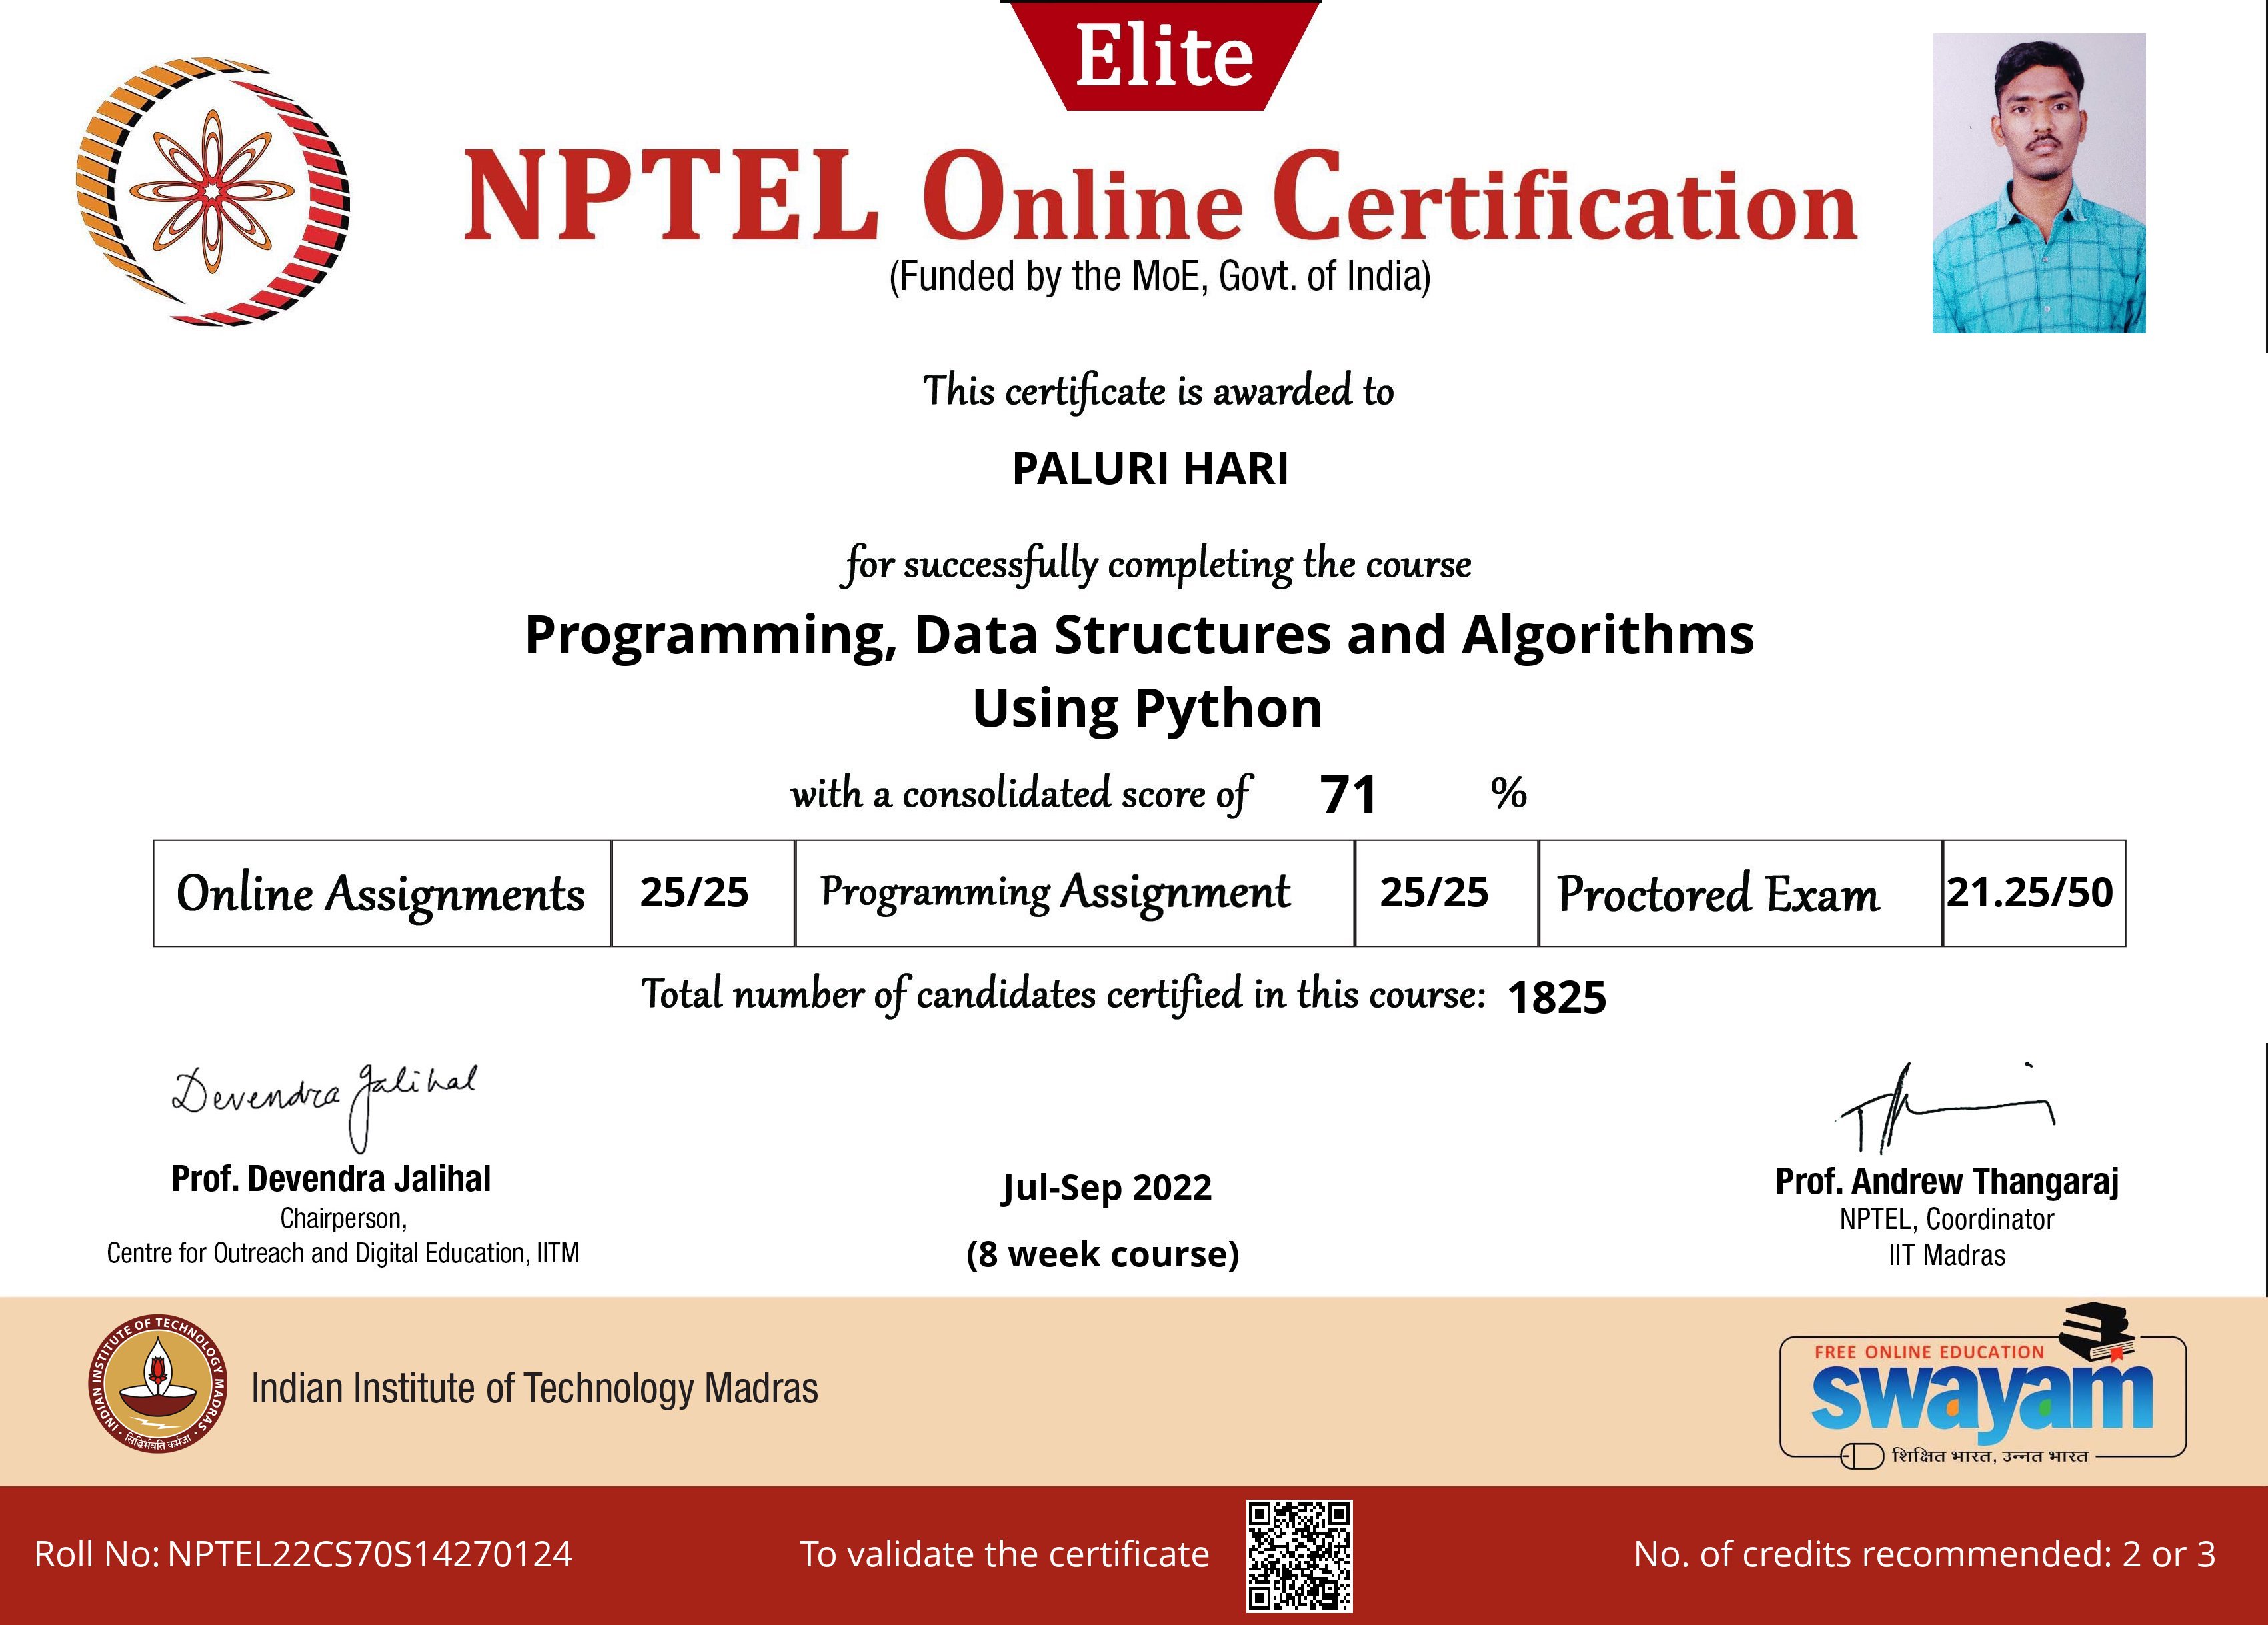 Elite
NPTEL Online Certification
(Funded by the MoE, Govt. of India)
This certificate is awarded to
PALURI HARI
for successfully completing the course
Programming, Data Structures and Algorithms
Using Python
with a consolidated score of 71 %
Online Assignments 25/25 Programming Assignment 25/25 Proctored Exam 21.25/50
Total number of candidates certified in this course: 1825
Devendra Jalihal
Prof. Devendra Jalihal
Chairperson,
Centre for Outreach and Digital Education, IITM
Jul-Sep 2022
(8 week course)
Prof. Andrew Thangaraj
NPTEL, Coordinator
IIT Madras
INDIAN INSTITUTE OF TECHNOLOGY MADRAS
सिद्धिर्भवति कर्मजा
Indian Institute of Technology Madras
FREE ONLINE EDUCATION
swayam
शिक्षित भारत, उन्नत भारत
Roll No: NPTEL22CS70S14270124
To validate the certificate
No. of credits recommended: 2 or 3